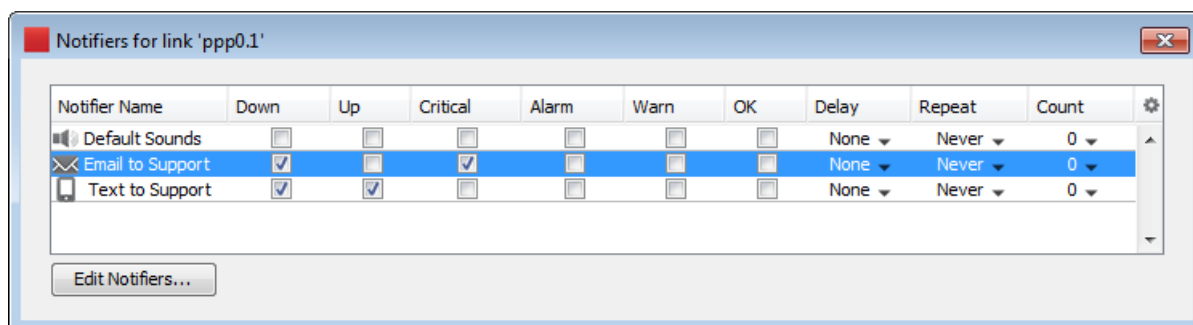 Notifiers for link 'ppp0.1'
Notifier Name Down Up Critical Alarm Warn OK Delay Repeat Count
Default Sounds None Never 0
Email to Support None Never 0
Text to Support None Never 0
Edit Notifiers...